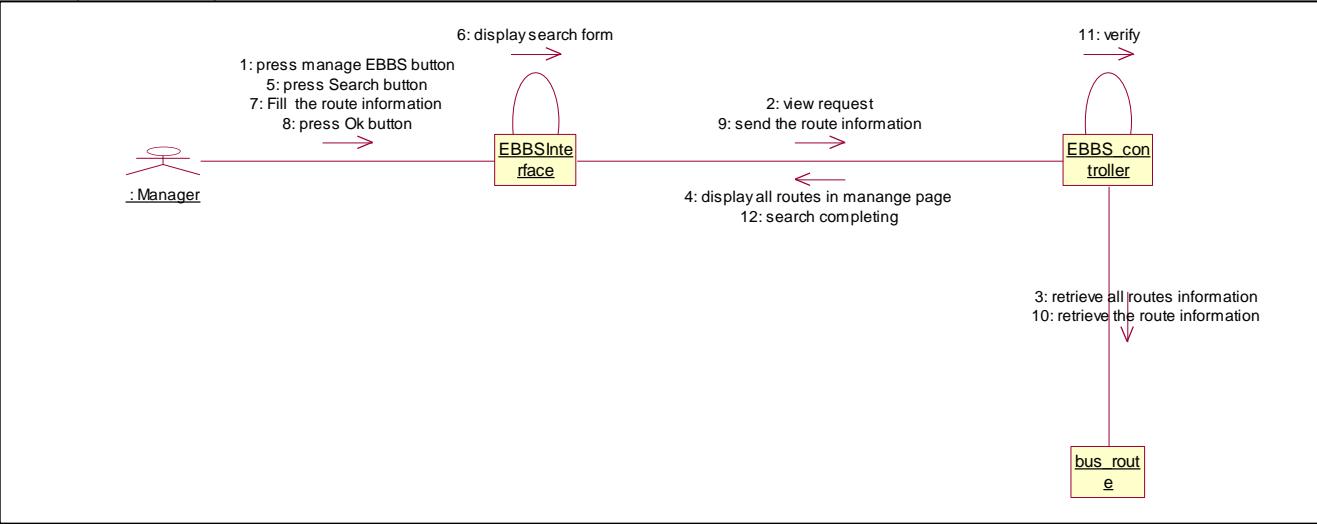 6: display search form
11: verify
1: press manage EBBS button
5: press Search button
7: Fill the route information
8: press Ok button
2: view request
9: send the route information
: Manager
EBBSInte
rface
EBBS_con
troller
4: display all routes in manange page
12: search completing
3: retrieve all routes information
10: retrieve the route information
bus_rout
e